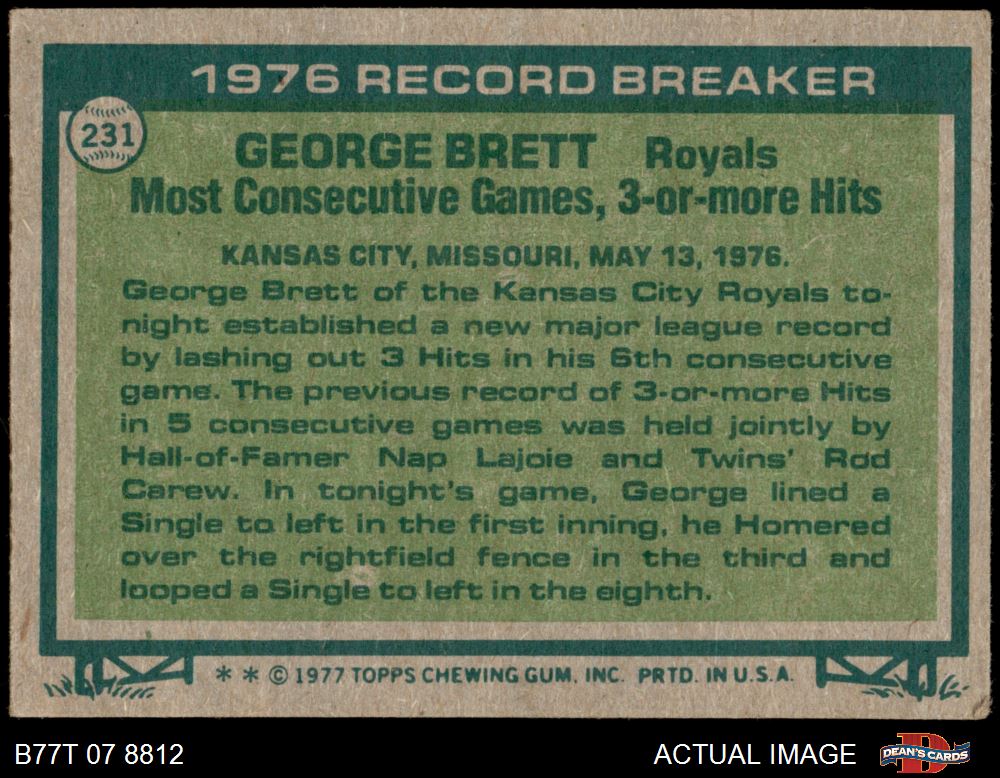 1976 RECORD BREAKER
231
GEORGE BRETT Royals
Most Consecutive Games, 3-or-more Hits
KANSAS CITY, MISSOURI, MAY 13, 1976.
George Brett of the Kansas City Royals to-
night established a new major league record
by lashing out 3 Hits in his 6th consecutive
game. The previous record of 3-or-more Hits
in 5 consecutive games was held jointly by
Hall-of-Famer Nap Lajoie and Twins' Rod
Carew. In tonight's game, George lined a
Single to left in the first inning, he Homered
over the rightfield fence in the third and
looped a Single to left in the eighth.
* * © 1977 TOPPS CHEWING GUM, INC. PRTD. IN U.S.A.
B77T 07 8812 ACTUAL IMAGE D DEAN'S CARDS